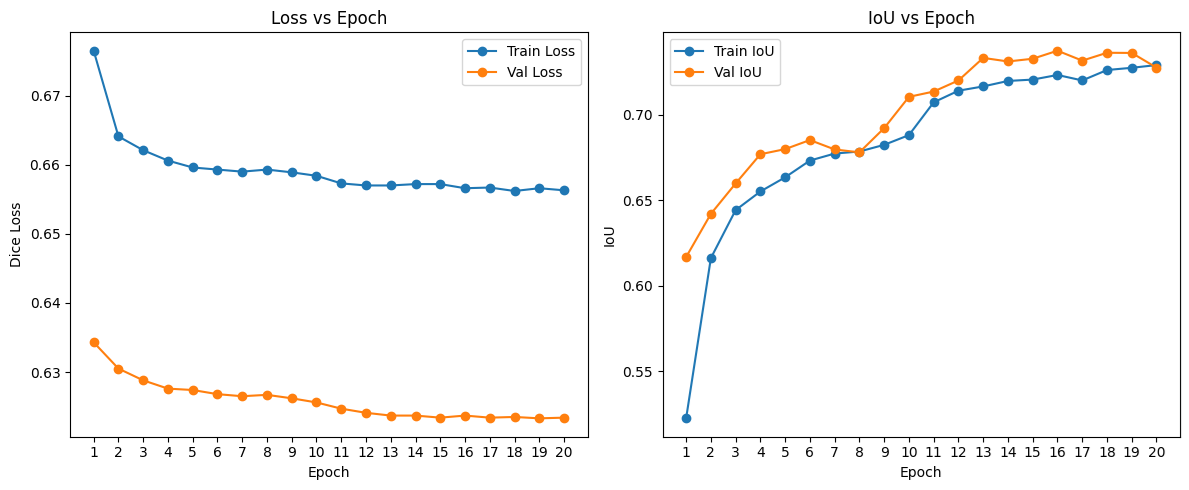 Loss vs Epoch
Train Loss
Val Loss
Dice Loss
0.67
0.66
0.65
0.64
0.63
1 2 3 4 5 6 7 8 9 10 11 12 13 14 15 16 17 18 19 20
Epoch
IoU vs Epoch
Train IoU
Val IoU
IoU
0.70
0.65
0.60
0.55
1 2 3 4 5 6 7 8 9 10 11 12 13 14 15 16 17 18 19 20
Epoch